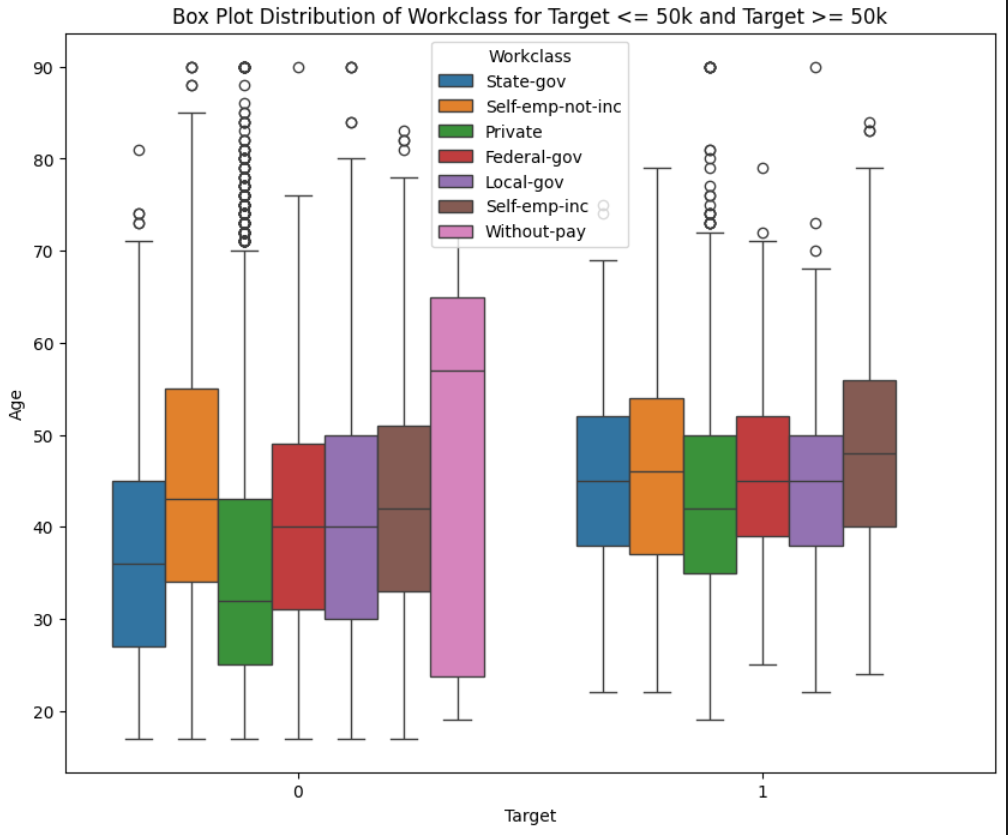 Box Plot Distribution of Workclass for Target <= 50k and Target >= 50k
Workclass
State-gov
Self-emp-not-inc
Private
Federal-gov
Local-gov
Self-emp-inc
Without-pay
90
80
70
60
50
40
30
20
Age
0 1
Target